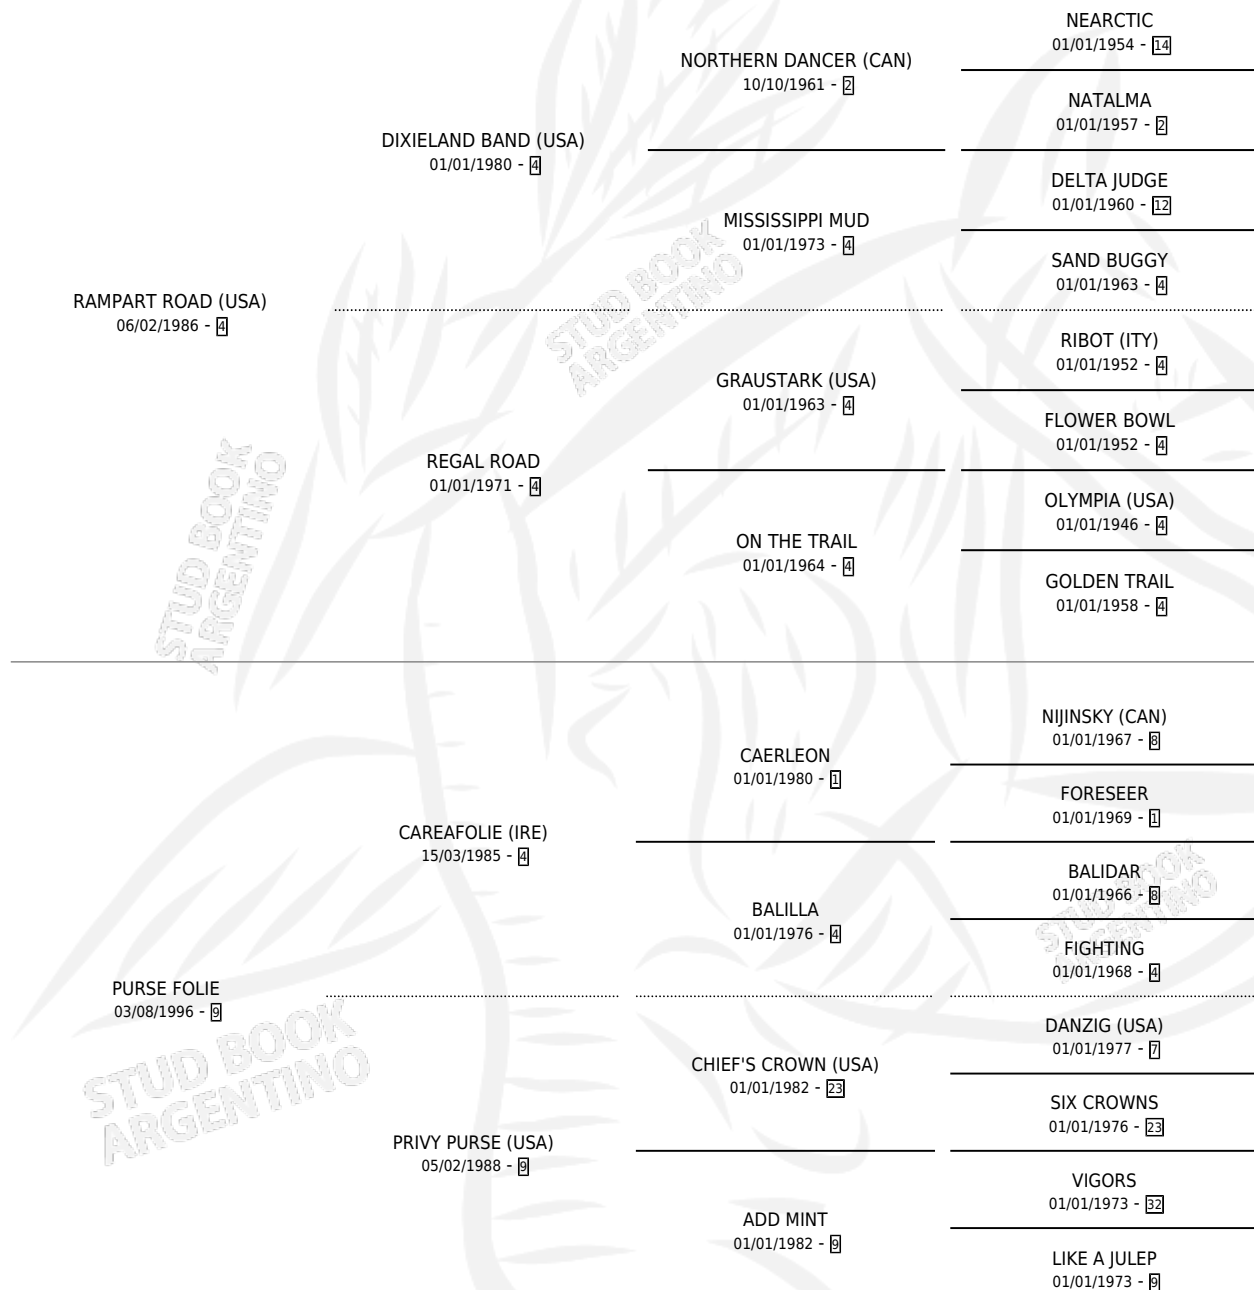 NEARCTIC
01/01/1954 - 14
NORTHERN DANCER (CAN)
10/10/1961 - 2
NATALMA
01/01/1957 - 2
DIXIELAND BAND (USA)
01/01/1980 - 4
DELTA JUDGE
01/01/1960 - 12
MISSISSIPPI MUD
01/01/1973 - 4
SAND BUGGY
01/01/1963 - 4
RAMPART ROAD (USA)
06/02/1986 - 4
STUD BOOK
ARGENTINO
RIBOT (ITY)
01/01/1952 - 4
GRAUSTARK (USA)
01/01/1963 - 4
FLOWER BOWL
01/01/1952 - 4
REGAL ROAD
01/01/1971 - 4
OLYMPIA (USA)
01/01/1946 - 4
ON THE TRAIL
01/01/1964 - 4
GOLDEN TRAIL
01/01/1958 - 4
STUD BOOK
ARGENTINO
NIJINSKY (CAN)
01/01/1967 - 8
CAERLEON
01/01/1980 - 1
FORESEER
01/01/1969 - 1
CAREAFOLIE (IRE)
15/03/1985 - 4
BALIDAR
01/01/1966 - 8
BALILLA
01/01/1976 - 4
STUD BOOK
ARGENTINO
FIGHTING
01/01/1968 - 4
PURSE FOLIE
03/08/1996 - 9
DANZIG (USA)
01/01/1977 - 7
CHIEF'S CROWN (USA)
01/01/1982 - 23
SIX CROWNS
01/01/1976 - 23
STUD BOOK
ARGENTINO
PRIVY PURSE (USA)
05/02/1988 - 9
VIGORS
01/01/1973 - 32
ADD MINT
01/01/1982 - 9
LIKE A JULEP
01/01/1973 - 9